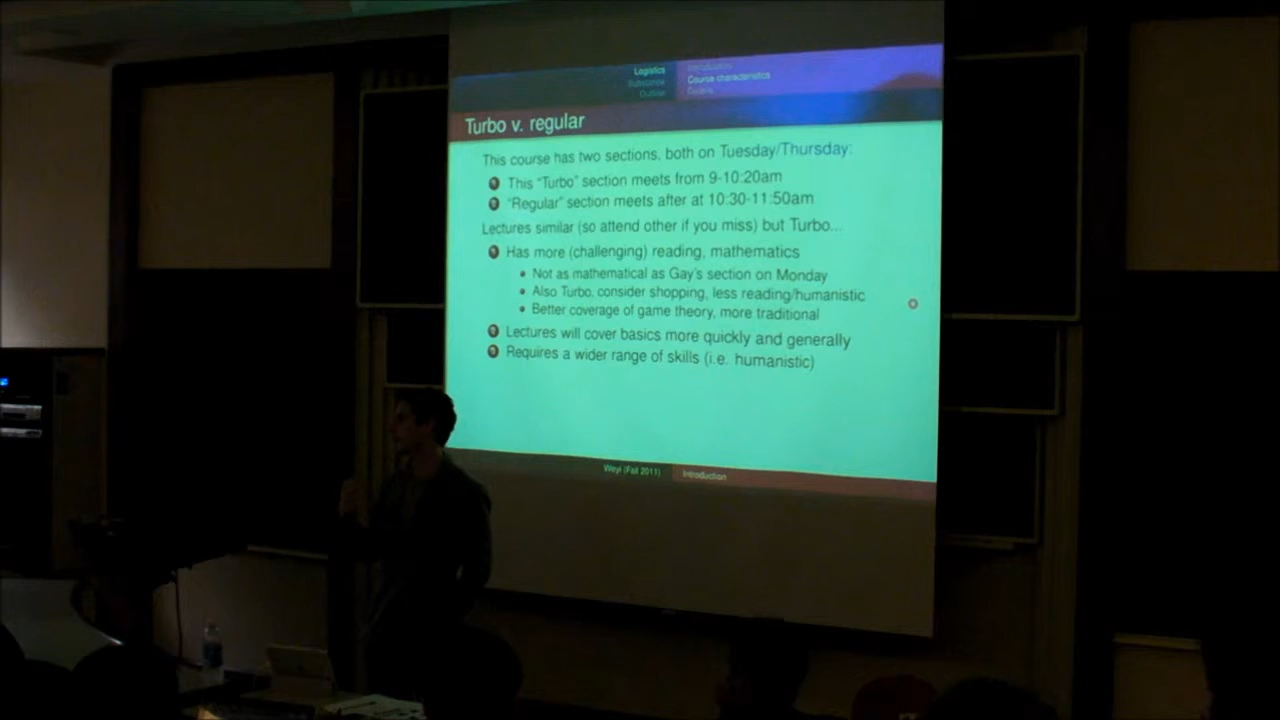 Logistics
Substance
Outline
Introduction
Course characteristics
Turbo v. regular
This course has two sections, both on Tuesday/Thursday:
This "Turbo" section meets from 9-10:20am
"Regular" section meets after at 10:30-11:50am
Lectures similar (so attend other if you miss) but Turbo...
Has more (challenging) reading, mathematics
Not as mathematical as Gay's section on Monday
Also Turbo, consider shopping, less reading/humanistic
Better coverage of game theory, more traditional
Lectures will cover basics more quickly and generally
Requires a wider range of skills (i.e. humanistic)
Weyl (Fall 2011)
Introduction